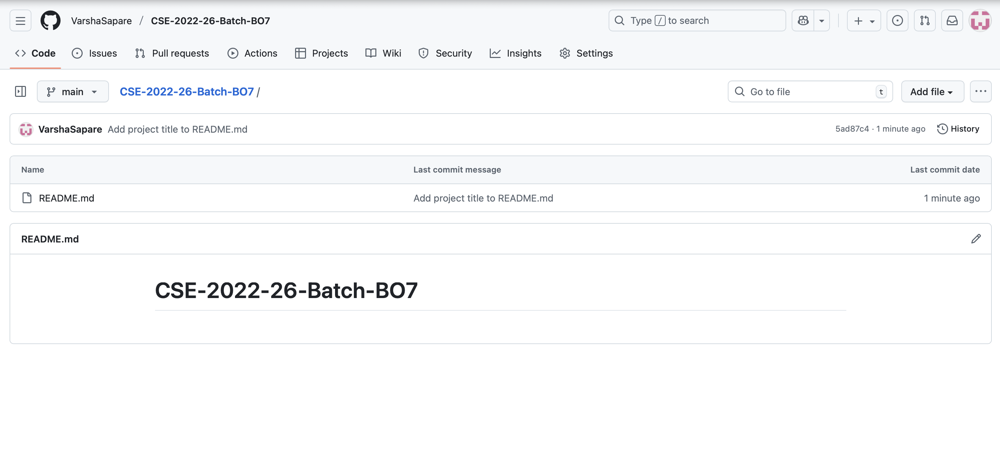 VarshaSapare / CSE-2022-26-Batch-BO7 Type / to search
Code Issues Pull requests Actions Projects Wiki Security Insights Settings
main CSE-2022-26-Batch-BO7 / Go to file t Add file ···
VarshaSapare Add project title to README.md 5ad87c4 · 1 minute ago History
Name Last commit message Last commit date
README.md Add project title to README.md 1 minute ago
README.md
CSE-2022-26-Batch-BO7